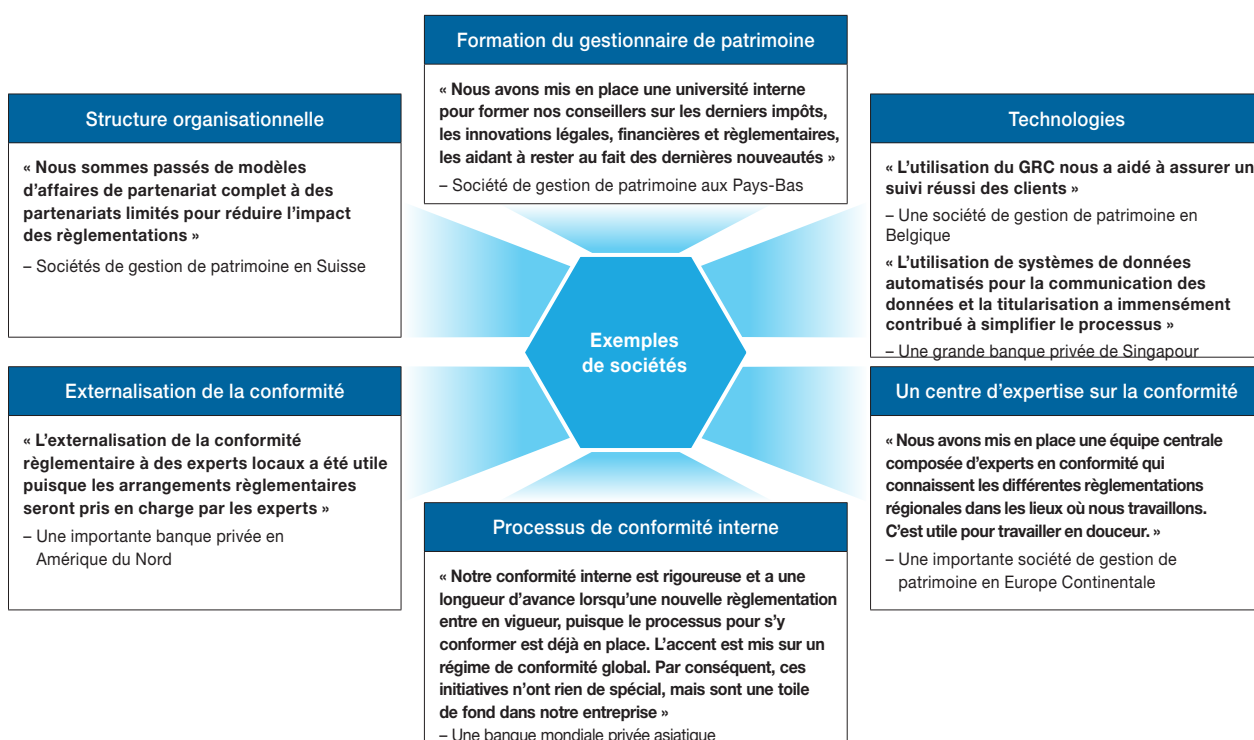 Formation du gestionnaire de patrimoine
« Nous avons mis en place une université interne
pour former nos conseillers sur les derniers impôts,
les innovations légales, financières et règlementaires,
les aidant à rester au fait des dernières nouveautés »
– Société de gestion de patrimoine aux Pays-Bas
Structure organisationnelle
« Nous sommes passés de modèles
d'affaires de partenariat complet à des
partenariats limités pour réduire l'impact
des règlementations »
– Sociétés de gestion de patrimoine en Suisse
Technologies
« L'utilisation du GRC nous a aidé à assurer un
suivi réussi des clients »
– Une société de gestion de patrimoine en
Belgique
« L'utilisation de systèmes de données
automatisés pour la communication des
données et la titularisation a immensément
contribué à simplifier le processus »
– Une grande banque privée de Singapour
Exemples
de sociétés
Externalisation de la conformité
« L'externalisation de la conformité
règlementaire à des experts locaux a été utile
puisque les arrangements règlementaires
seront pris en charge par les experts »
– Une importante banque privée en
Amérique du Nord
Un centre d'expertise sur la conformité
« Nous avons mis en place une équipe centrale
composée d'experts en conformité qui
connaissent les différentes règlementations
régionales dans les lieux où nous travaillons.
C'est utile pour travailler en douceur. »
– Une importante société de gestion de
patrimoine en Europe Continentale
Processus de conformité interne
« Notre conformité interne est rigoureuse et a une
longueur d'avance lorsqu'une nouvelle règlementation
entre en vigueur, puisque le processus pour s'y
conformer est déjà en place. L'accent est mis sur un
régime de conformité global. Par conséquent, ces
initiatives n'ont rien de spécial, mais sont une toile
de fond dans notre entreprise »
– Une banque mondiale privée asiatique